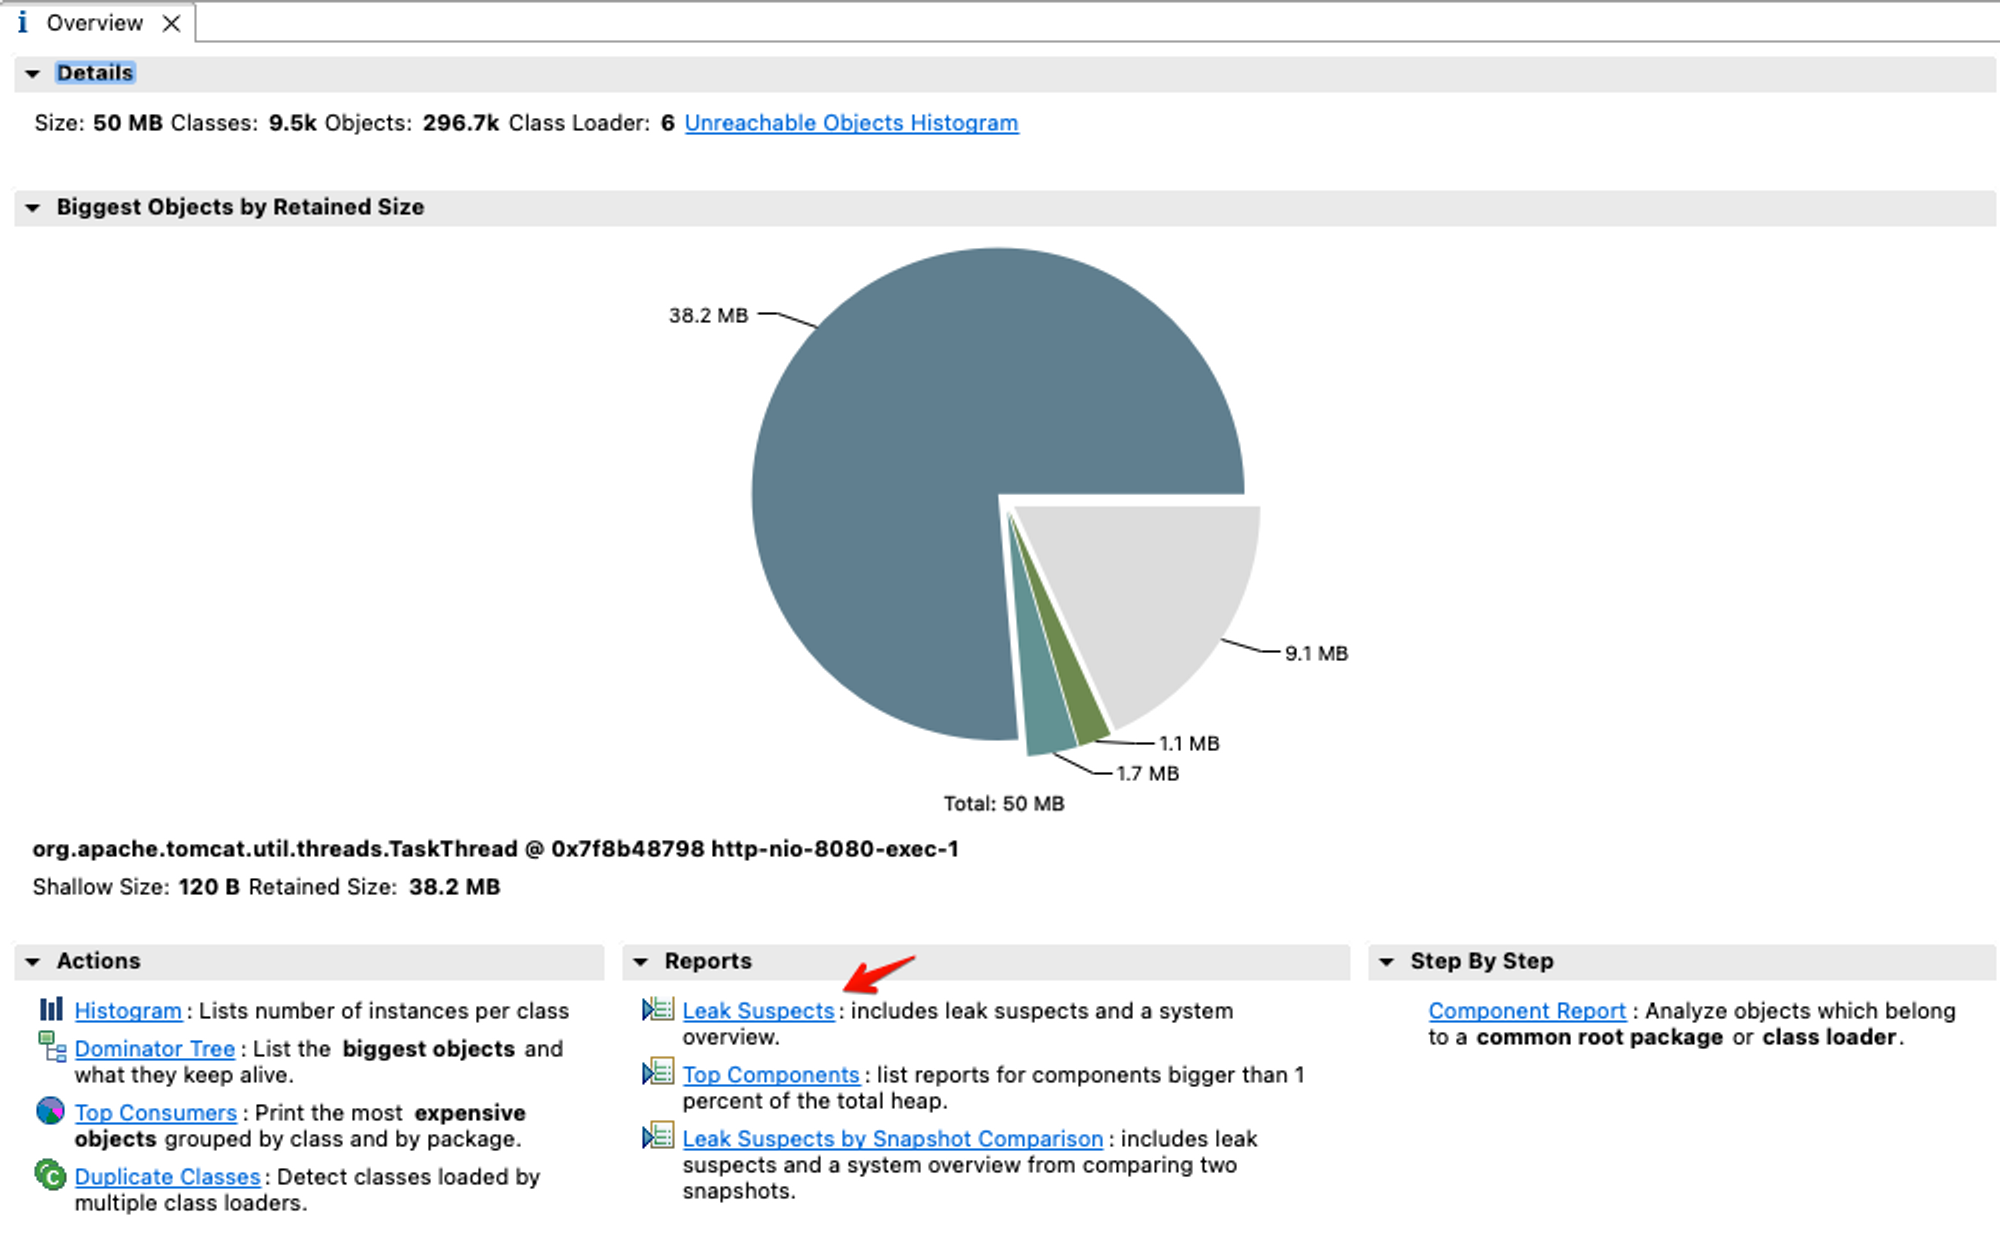 Overview
Details
Size: 50 MB Classes: 9.5k Objects: 296.7k Class Loader: 6 Unreachable Objects Histogram
Biggest Objects by Retained Size
38.2 MB
9.1 MB
1.1 MB
1.7 MB
Total: 50 MB
org.apache.tomcat.util.threads.TaskThread @ 0x7f8b48798 http-nio-8080-exec-1
Shallow Size: 120 B Retained Size: 38.2 MB
Actions
Histogram : Lists number of instances per class
Dominator Tree : List the biggest objects and
what they keep alive.
Top Consumers : Print the most expensive
objects grouped by class and by package.
Duplicate Classes : Detect classes loaded by
multiple class loaders.
Reports
Leak Suspects : includes leak suspects and a system
overview.
Top Components : list reports for components bigger than 1
percent of the total heap.
Leak Suspects by Snapshot Comparison : includes leak
suspects and a system overview from comparing two
snapshots.
Step By Step
Component Report : Analyze objects which belong
to a common root package or class loader.